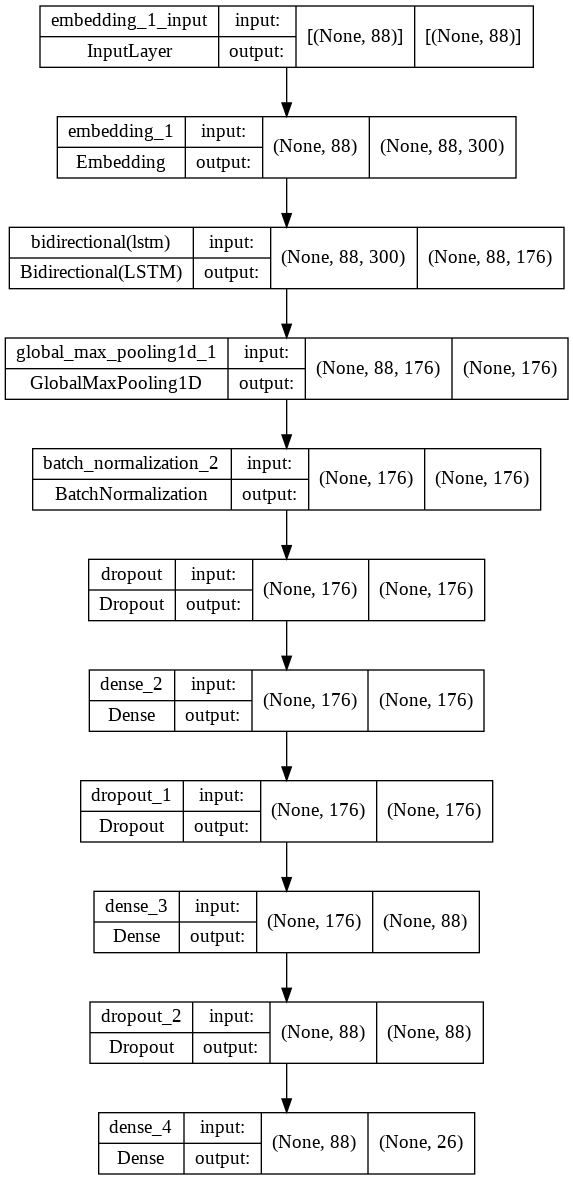 embedding_1_input input: [(None, 88)] [(None, 88)]
InputLayer output:
embedding_1 input: (None, 88) (None, 88, 300)
Embedding output:
bidirectional(lstm) input: (None, 88, 300) (None, 88, 176)
Bidirectional(LSTM) output:
global_max_pooling1d_1 input: (None, 88, 176) (None, 176)
GlobalMaxPooling1D output:
batch_normalization_2 input: (None, 176) (None, 176)
BatchNormalization output:
dropout input: (None, 176) (None, 176)
Dropout output:
dense_2 input: (None, 176) (None, 176)
Dense output:
dropout_1 input: (None, 176) (None, 176)
Dropout output:
dense_3 input: (None, 176) (None, 88)
Dense output:
dropout_2 input: (None, 88) (None, 88)
Dropout output:
dense_4 input: (None, 88) (None, 26)
Dense output: